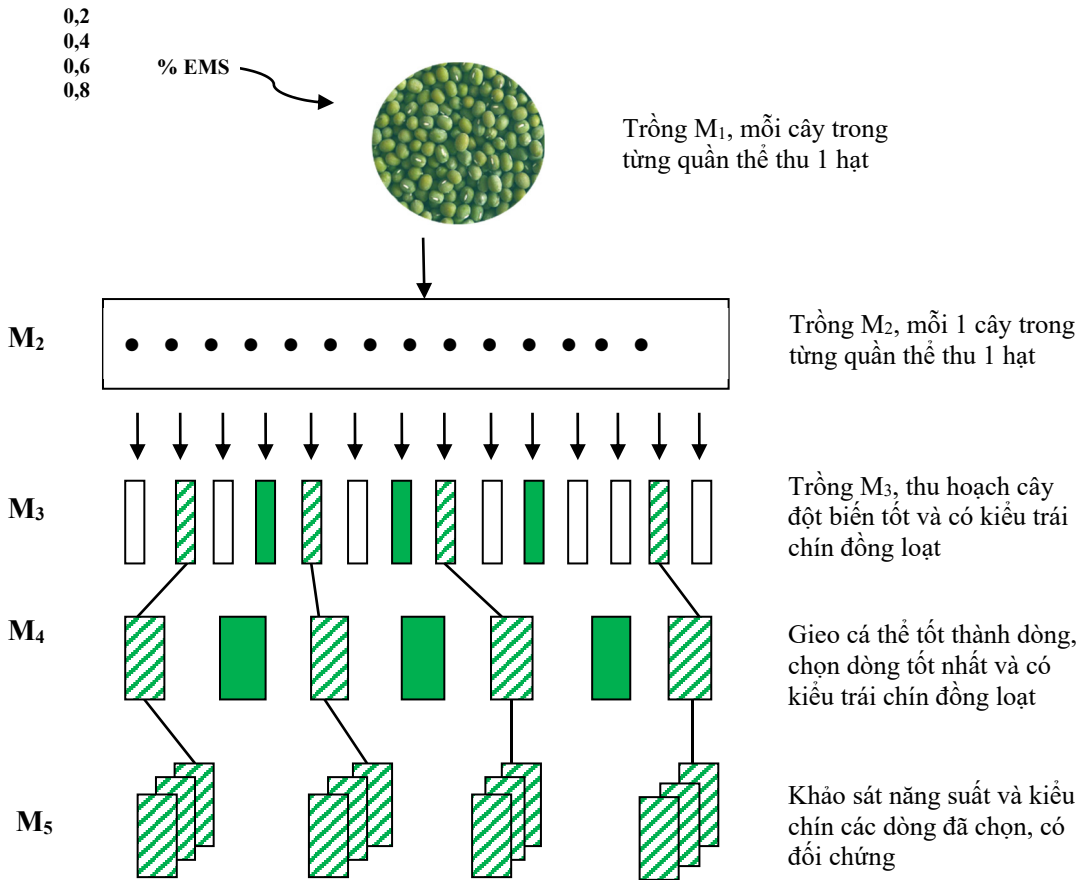 0,2
0,4
0,6
0,8
% EMS
Trồng M₁, mỗi cây trong
từng quần thể thu 1 hạt
M₂
Trồng M₂, mỗi 1 cây trong
từng quần thể thu 1 hạt
M₃
Trồng M₃, thu hoạch cây
đột biến tốt và có kiểu trái
chín đồng loạt
M₄
Gieo cá thể tốt thành dòng,
chọn dòng tốt nhất và có
kiểu trái chín đồng loạt
M₅
Khảo sát năng suất và kiểu
chín các dòng đã chọn, có
đối chứng